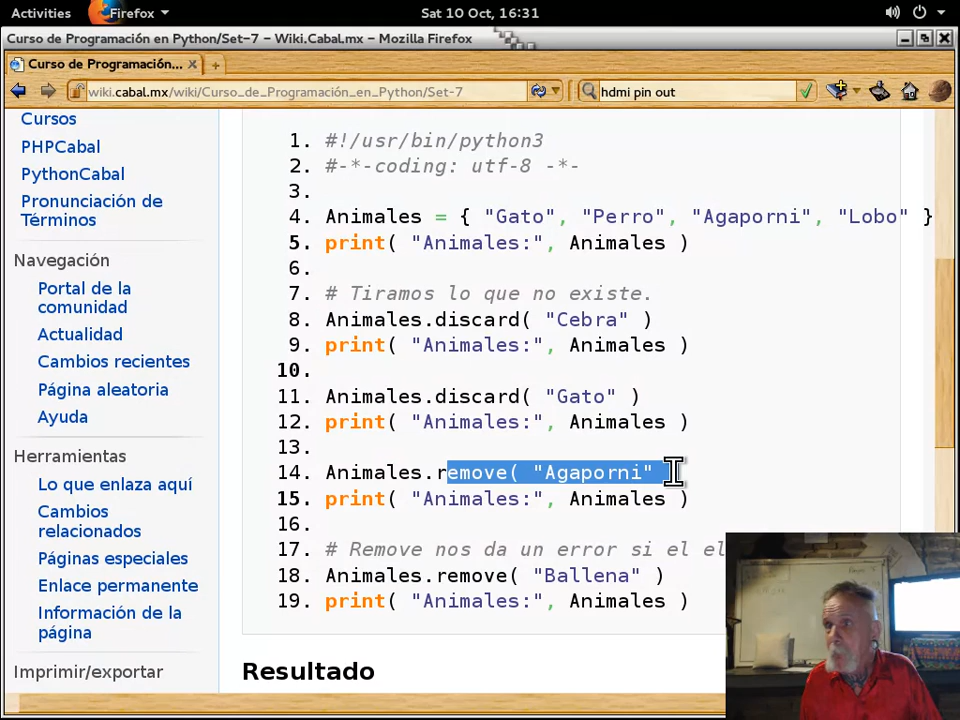 Activities
Firefox
Sat 10 Oct, 16:31
Curso de Programación en Python/Set-7 – Wiki.Cabal.mx – Mozilla Firefox
Curso de Programación...
wiki.cabal.mx/wiki/Curso_de_Programación_en_Python/Set-7
hdmi pin out
Cursos
PHPCabal
PythonCabal
Pronunciación de
Términos
Navegación
Portal de la
comunidad
Actualidad
Cambios recientes
Página aleatoria
Ayuda
Herramientas
Lo que enlaza aquí
Cambios
relacionados
Páginas especiales
Enlace permanente
Información de la
página
Imprimir/exportar
1. #!/usr/bin/python3
2. #-*-coding: utf-8 -*-
3.
4. Animales = { "Gato", "Perro", "Agaporni", "Lobo" }
5. print( "Animales:", Animales )
6.
7. # Tiramos lo que no existe.
8. Animales.discard( "Cebra" )
9. print( "Animales:", Animales )
10.
11. Animales.discard( "Gato" )
12. print( "Animales:", Animales )
13.
14. Animales.remove( "Agaporni" )
15. print( "Animales:", Animales )
16.
17. # Remove nos da un error si el el
18. Animales.remove( "Ballena" )
19. print( "Animales:", Animales )
Resultado